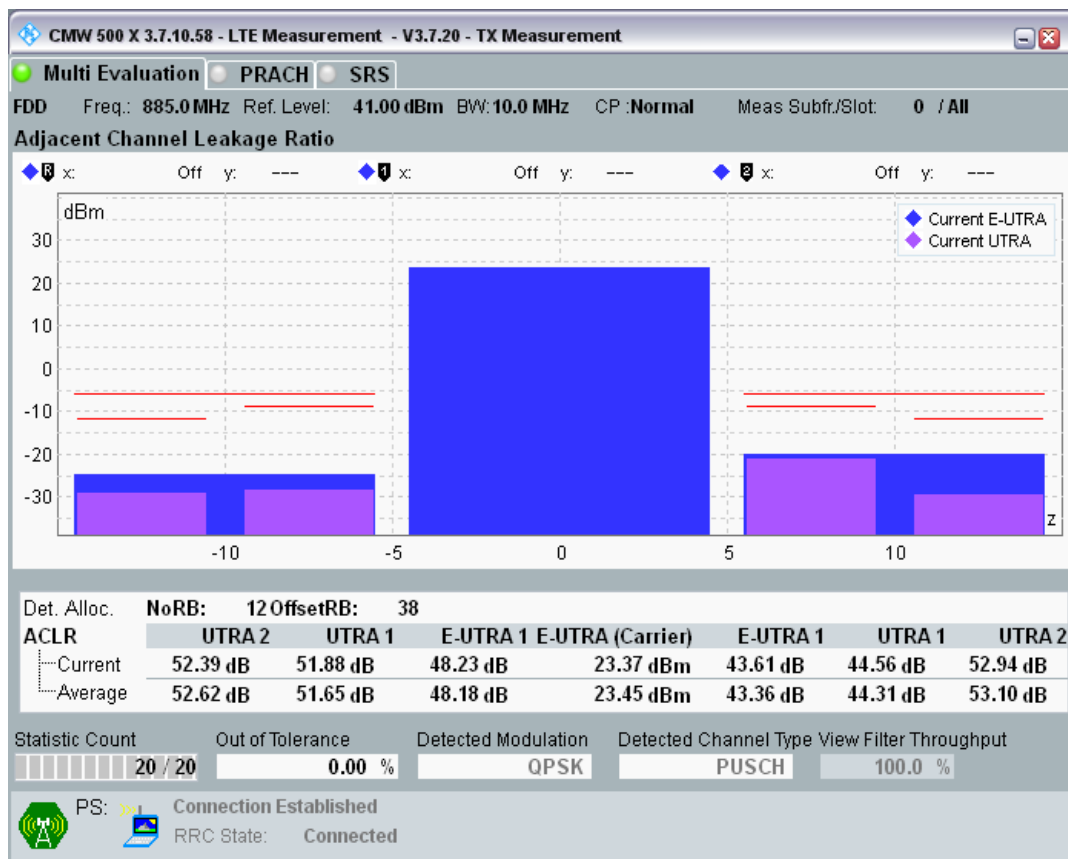 CMW 500 X 3.7.10.58 - LTE Measurement - V3.7.20 - TX Measurement
Multi Evaluation PRACH SRS
FDD Freq.: 885.0 MHz Ref. Level: 41.00 dBm BW: 10.0 MHz CP :Normal Meas Subfr./Slot: 0 / All
Adjacent Channel Leakage Ratio
R x: Off y: --- 1 x: Off y: --- 2 x: Off y: ---
dBm
Current E-UTRA
Current UTRA
30
20
10
0
-10
-20
-30
z
-10 -5 0 5 10
Det. Alloc. NoRB: 12 OffsetRB: 38
ACLR UTRA 2 UTRA 1 E-UTRA 1 E-UTRA (Carrier) E-UTRA 1 UTRA 1 UTRA 2
Current 52.39 dB 51.88 dB 48.23 dB 23.37 dBm 43.61 dB 44.56 dB 52.94 dB
Average 52.62 dB 51.65 dB 48.18 dB 23.45 dBm 43.36 dB 44.31 dB 53.10 dB
Statistic Count Out of Tolerance Detected Modulation Detected Channel Type View Filter Throughput
20 / 20 0.00 % QPSK PUSCH 100.0 %
PS: Connection Established
RRC State: Connected